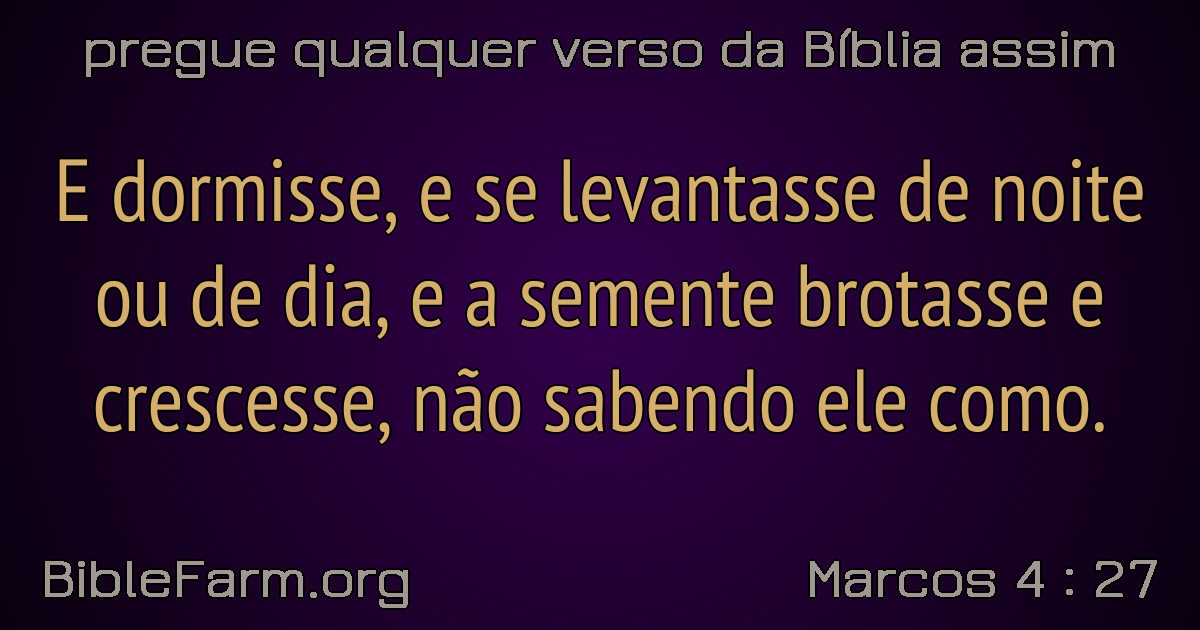 pregue qualquer verso da Bíblia assim
E dormisse, e se levantasse de noite
ou de dia, e a semente brotasse e
crescesse, não sabendo ele como.
BibleFarm.org
Marcos 4 : 27